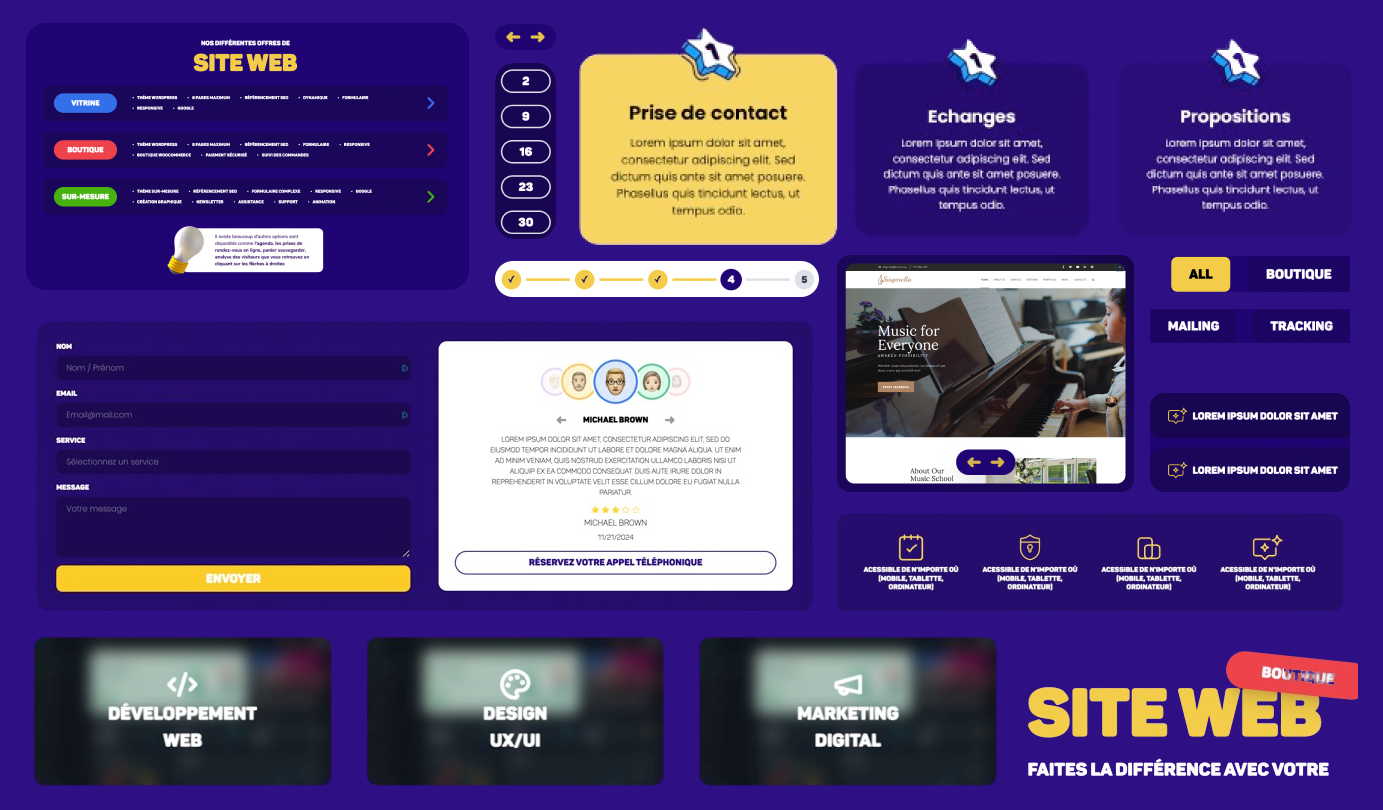 NOS DIFFÉRENTES OFFRES DE
SITE WEB
VITRINE
• THÈME WORDPRESS • 8 PAGES MAXIMUM • RÉFÉRENCEMENT SEO • DYNAMIQUE • FORMULAIRE
• RESPONSIVE • GOOGLE
BOUTIQUE
• THÈME WORDPRESS • 8 PAGES MAXIMUM • RÉFÉRENCEMENT SEO • FORMULAIRE • RESPONSIVE
• BOUTIQUE WOOCOMMERCE • PAIEMENT SÉCURISÉ • SUIVI DES COMMANDES
SUR-MESURE
• THÈME SUR-MESURE • RÉFÉRENCEMENT SEO • FORMULAIRE COMPLEXE • RESPONSIVE • GOOGLE
• CRÉATION GRAPHIQUE • NEWSLETTER • ASSISTANCE • SUPPORT • ANIMATION
Il existe beaucoup d'autres options sont
disponible comme l'agenda, les prises de
rendez-vous en ligne, panier sauvegarder,
analyse des visiteurs que vous retrouvez en
cliquant sur les flèches à droites
2
9
16
23
30
1
Prise de contact
Lorem ipsum dolor sit amet,
consectetur adipiscing elit. Sed
dictum quis ante sit amet posuere.
Phasellus quis tincidunt lectus, ut
tempus odio.
1
Echanges
Lorem ipsum dolor sit amet,
consectetur adipiscing elit. Sed
dictum quis ante sit amet posuere.
Phasellus quis tincidunt lectus, ut
tempus odio.
1
Propositions
Lorem ipsum dolor sit amet,
consectetur adipiscing elit. Sed
dictum quis ante sit amet posuere.
Phasellus quis tincidunt lectus, ut
tempus odio.
4
5
NOM
Nom / Prénom
EMAIL
Email@mail.com
SERVICE
Sélectionnez un service
MESSAGE
Votre message
ENVOYER
MICHAEL BROWN
LOREM IPSUM DOLOR SIT AMET, CONSECTETUR ADIPISCING ELIT, SED DO
EIUSMOD TEMPOR INCIDIDUNT UT LABORE ET DOLORE MAGNA ALIQUA. UT ENIM
AD MINIM VENIAM, QUIS NOSTRUD EXERCITATION ULLAMCO LABORIS NISI UT
ALIQUIP EX EA COMMODO CONSEQUAT. DUIS AUTE IRURE DOLOR IN
REPREHENDERIT IN VOLUPTATE VELIT ESSE CILLUM DOLORE EU FUGIAT NULLA
PARIATUR.
MICHAEL BROWN
11/21/2024
RÉSERVEZ VOTRE APPEL TÉLÉPHONIQUE
Music for
Everyone
AWAKEN POSSIBILITY
START LEARNING
About Our
Music School
ALL
BOUTIQUE
MAILING
TRACKING
LOREM IPSUM DOLOR SIT AMET
LOREM IPSUM DOLOR SIT AMET
ACESSIBLE DE N'IMPORTE OÙ
(MOBILE, TABLETTE,
ORDINATEUR)
ACESSIBLE DE N'IMPORTE OÙ
(MOBILE, TABLETTE,
ORDINATEUR)
ACESSIBLE DE N'IMPORTE OÙ
(MOBILE, TABLETTE,
ORDINATEUR)
ACESSIBLE DE N'IMPORTE OÙ
(MOBILE, TABLETTE,
ORDINATEUR)
DÉVELOPPEMENT
WEB
DESIGN
UX/UI
MARKETING
DIGITAL
BOUTIQUE
SITE WEB
FAITES LA DIFFÉRENCE AVEC VOTRE